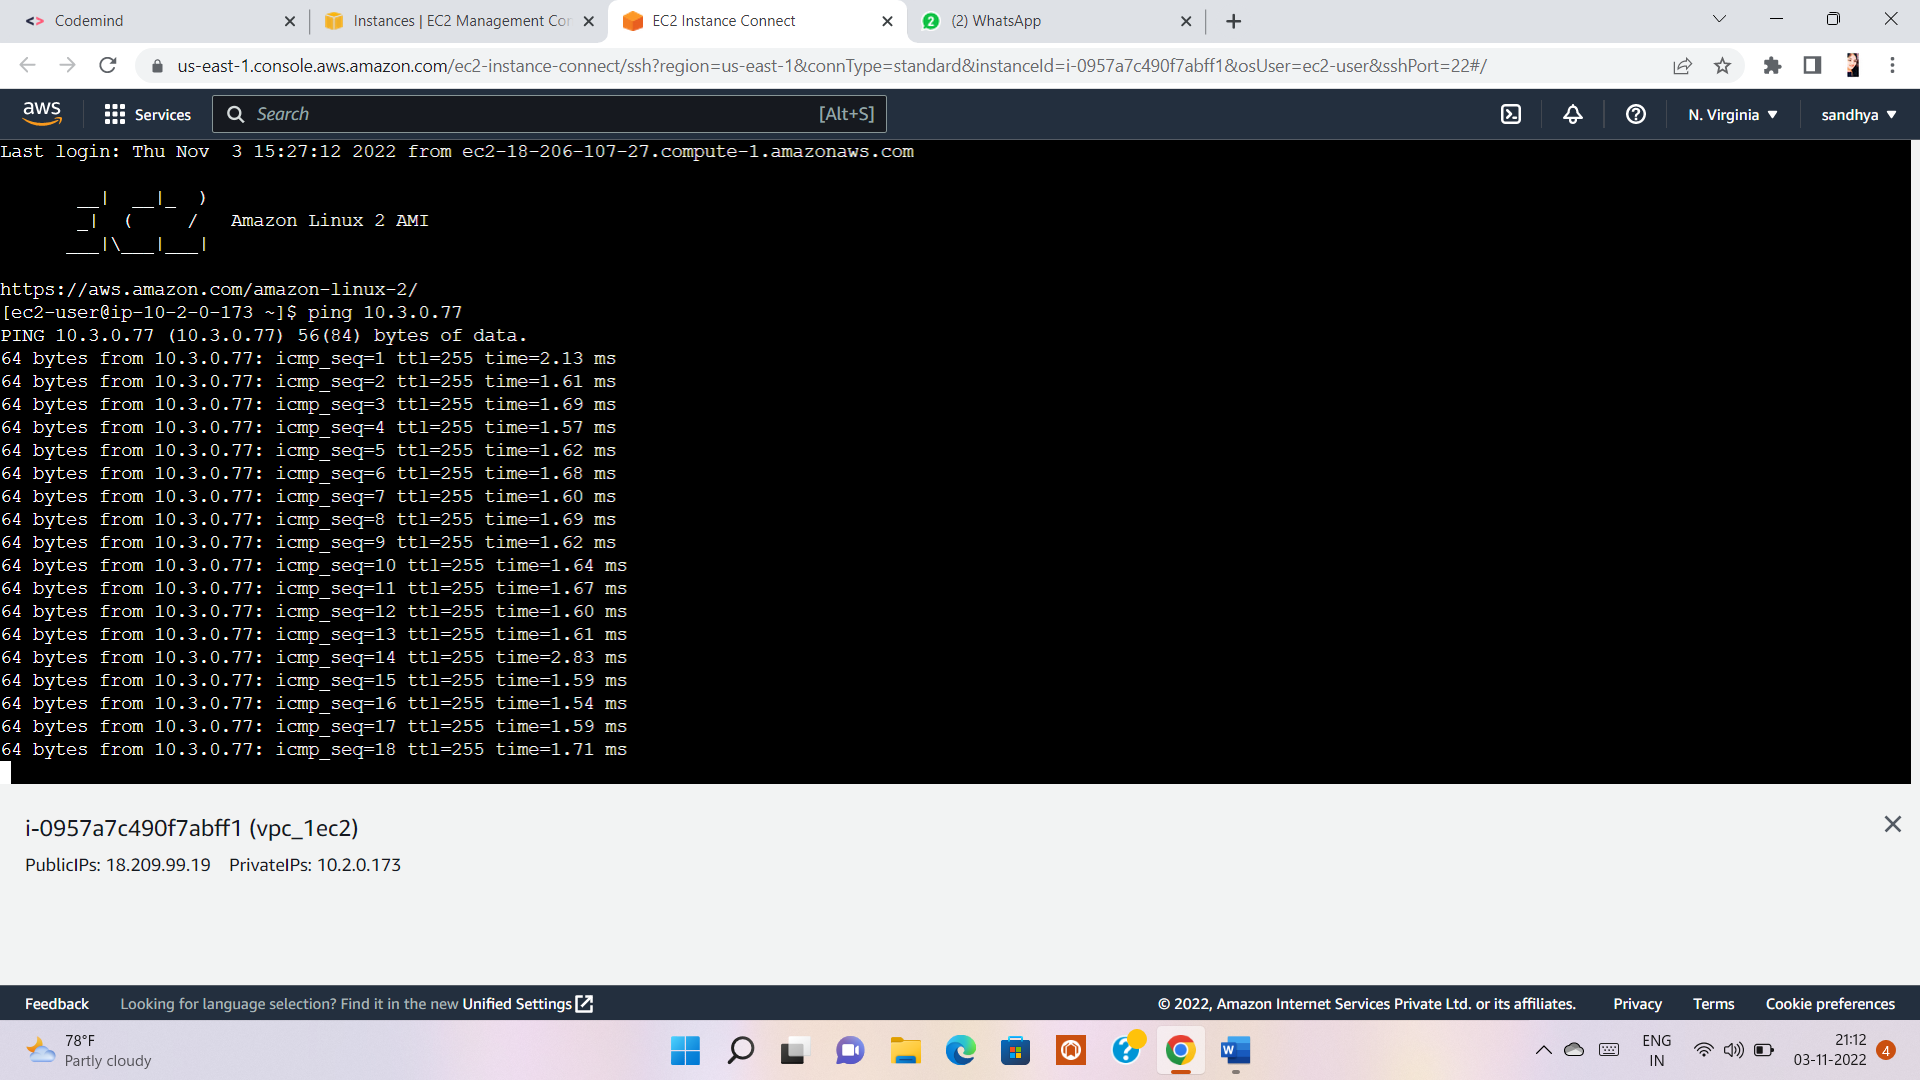 Codemind
Instances | EC2 Management Con
EC2 Instance Connect
(2) WhatsApp
us-east-1.console.aws.amazon.com/ec2-instance-connect/ssh?region=us-east-1&connType=standard&instanceId=i-0957a7c490f7abff1&osUser=ec2-user&sshPort=22#/
aws
Services
Search
[Alt+S]
N. Virginia
sandhya
Last login: Thu Nov  3 15:27:12 2022 from ec2-18-206-107-27.compute-1.amazonaws.com
       __|  __|_  )
       _|  (     /   Amazon Linux 2 AMI
      ___|\___|___|
https://aws.amazon.com/amazon-linux-2/
[ec2-user@ip-10-2-0-173 ~]$ ping 10.3.0.77
PING 10.3.0.77 (10.3.0.77) 56(84) bytes of data.
64 bytes from 10.3.0.77: icmp_seq=1 ttl=255 time=2.13 ms
64 bytes from 10.3.0.77: icmp_seq=2 ttl=255 time=1.61 ms
64 bytes from 10.3.0.77: icmp_seq=3 ttl=255 time=1.69 ms
64 bytes from 10.3.0.77: icmp_seq=4 ttl=255 time=1.57 ms
64 bytes from 10.3.0.77: icmp_seq=5 ttl=255 time=1.62 ms
64 bytes from 10.3.0.77: icmp_seq=6 ttl=255 time=1.68 ms
64 bytes from 10.3.0.77: icmp_seq=7 ttl=255 time=1.60 ms
64 bytes from 10.3.0.77: icmp_seq=8 ttl=255 time=1.69 ms
64 bytes from 10.3.0.77: icmp_seq=9 ttl=255 time=1.62 ms
64 bytes from 10.3.0.77: icmp_seq=10 ttl=255 time=1.64 ms
64 bytes from 10.3.0.77: icmp_seq=11 ttl=255 time=1.67 ms
64 bytes from 10.3.0.77: icmp_seq=12 ttl=255 time=1.60 ms
64 bytes from 10.3.0.77: icmp_seq=13 ttl=255 time=1.61 ms
64 bytes from 10.3.0.77: icmp_seq=14 ttl=255 time=2.83 ms
64 bytes from 10.3.0.77: icmp_seq=15 ttl=255 time=1.59 ms
64 bytes from 10.3.0.77: icmp_seq=16 ttl=255 time=1.54 ms
64 bytes from 10.3.0.77: icmp_seq=17 ttl=255 time=1.59 ms
64 bytes from 10.3.0.77: icmp_seq=18 ttl=255 time=1.71 ms
i-0957a7c490f7abff1 (vpc_1ec2)
PublicIPs: 18.209.99.19    PrivateIPs: 10.2.0.173
Feedback
Looking for language selection? Find it in the new Unified Settings
© 2022, Amazon Internet Services Private Ltd. or its affiliates.
Privacy
Terms
Cookie preferences
78°F
Partly cloudy
ENG
IN
21:12
03-11-2022
4